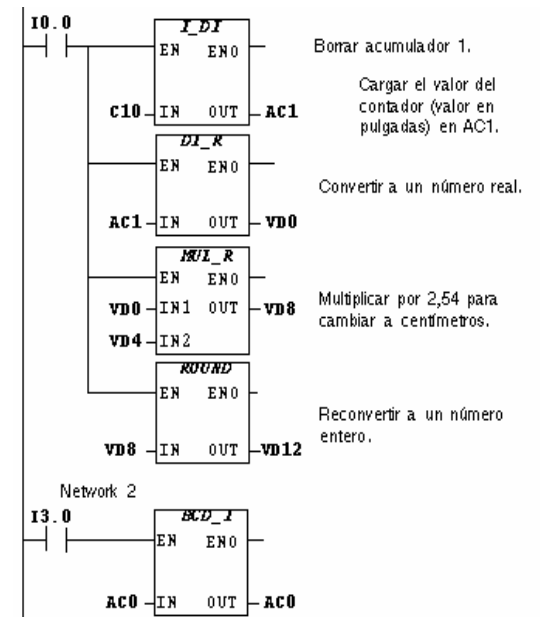 I0.0
I_DI
EN ENO
Borrar acumulador 1.
C10 IN OUT AC1
Cargar el valor del
contador (valor en
pulgadas) en AC1.
DI_R
EN ENO
AC1 IN OUT VD0
Convertir a un número real.
MUL_R
EN ENO
VD0 IN1 OUT VD8
VD4 IN2
Multiplicar por 2,54 para
cambiar a centímetros.
ROUND
EN ENO
VD8 IN OUT VD12
Reconvertir a un número
entero.
Network 2
I3.0
BCD_I
EN ENO
AC0 IN OUT AC0